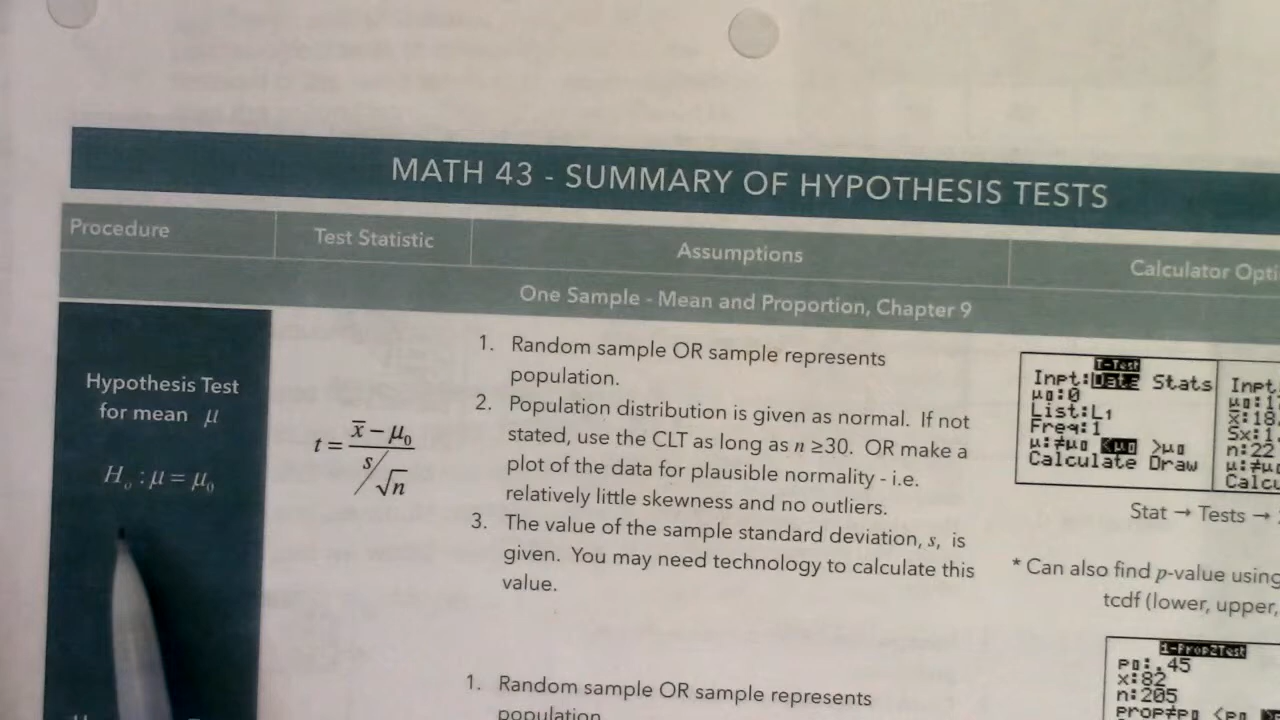 MATH 43 - SUMMARY OF HYPOTHESIS TESTS
Procedure
Test Statistic
Assumptions
Calculator
One Sample - Mean and Proportion, Chapter 9
Hypothesis Test
for mean μ
H₀ : μ = μ₀
t = (x̄ − μ₀) / (s/√n)
1. Random sample OR sample represents
population.
2. Population distribution is given as normal. If not
stated, use the CLT as long as n ≥30. OR make a
plot of the data for plausible normality - i.e.
relatively little skewness and no outliers.
3. The value of the sample standard deviation, s, is
given. You may need technology to calculate this
value.
T-Test
Inpt:Data Stats
μ₀:0
List:L₁
Freq:1
μ:≠μ₀ <μ₀ >μ₀
Calculate Draw
Inpt:
n:22
Stat → Tests →
* Can also find p-value using
tcdf (lower, upper,
1. Random sample OR sample represents
population.
1-PropZTest
p₀:.45
x:82
n:205
prop≠p₀ <p₀